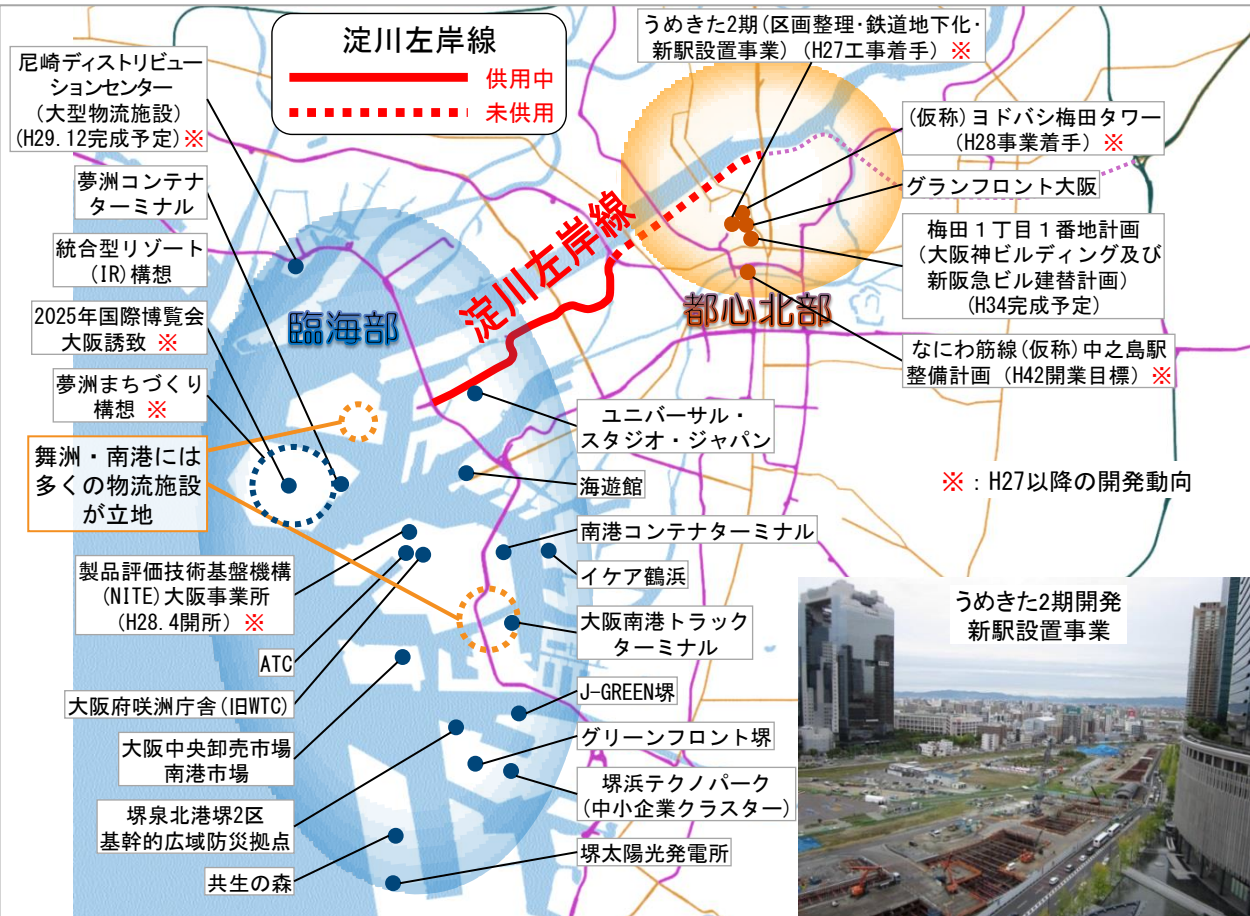 淀川左岸線
供用中
未供用
尼崎ディストリビュー
ションセンター
(大型物流施設)
(H29.12完成予定)※
夢洲コンテナ
ターミナル
統合型リゾート
(IR)構想
2025年国際博覧会
大阪誘致 ※
夢洲まちづくり
構想 ※
舞洲・南港には
多くの物流施設
が立地
製品評価技術基盤機構
(NITE)大阪事業所
(H28.4開所) ※
ATC
大阪府咲洲庁舎(旧WTC)
大阪中央卸売市場
南港市場
堺泉北港堺2区
基幹的広域防災拠点
共生の森
臨海部
淀川左岸線
都心北部
うめきた2期(区画整理・鉄道地下化・
新駅設置事業) (H27工事着手) ※
(仮称)ヨドバシ梅田タワー
(H28事業着手) ※
グランフロント大阪
梅田１丁目１番地計画
(大阪神ビルディング及び
新阪急ビル建替計画)
(H34完成予定)
なにわ筋線(仮称)中之島駅
整備計画 (H42開業目標) ※
※：H27以降の開発動向
ユニバーサル・
スタジオ・ジャパン
海遊館
南港コンテナターミナル
イケア鶴浜
大阪南港トラック
ターミナル
J-GREEN堺
グリーンフロント堺
堺浜テクノパーク
(中小企業クラスター)
堺太陽光発電所
うめきた2期開発
新駅設置事業